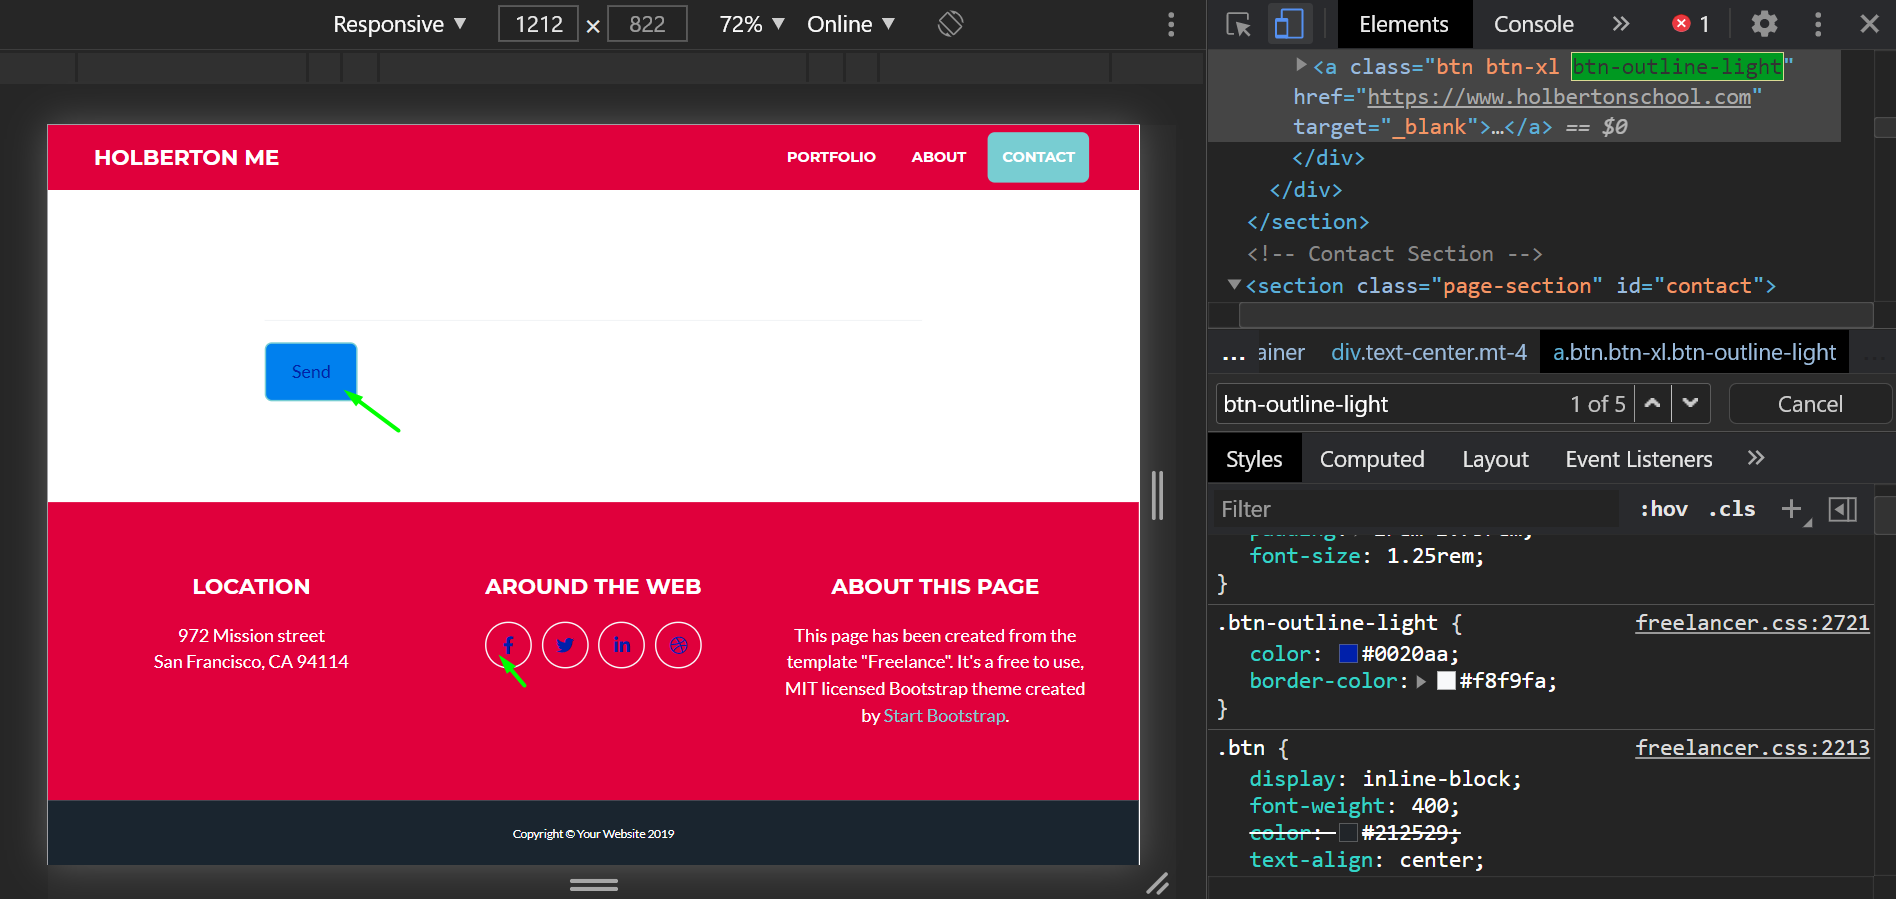 Responsive ▼ 1212 × 822 72% ▼ Online ▼
Elements Console » 1
<a class="btn btn-xl btn-outline-light"
href="https://www.holbertonschool.com"
target="_blank">…</a> == $0
</div>
</div>
</section>
<!-- Contact Section -->
<section class="page-section" id="contact">
... ainer div.text-center.mt-4 a.btn.btn-xl.btn-outline-light ...
btn-outline-light 1 of 5 Cancel
Styles Computed Layout Event Listeners »
Filter :hov .cls +
font-size: 1.25rem;
}
.btn-outline-light { freelancer.css:2721
color: #0020aa;
border-color: #f8f9fa;
}
.btn { freelancer.css:2213
display: inline-block;
font-weight: 400;
color: #212529;
text-align: center;
HOLBERTON ME PORTFOLIO ABOUT CONTACT
Send
LOCATION
972 Mission street
San Francisco, CA 94114
AROUND THE WEB
f in
ABOUT THIS PAGE
This page has been created from the
template "Freelance". It's a free to use,
MIT licensed Bootstrap theme created
by Start Bootstrap.
Copyright © Your Website 2019